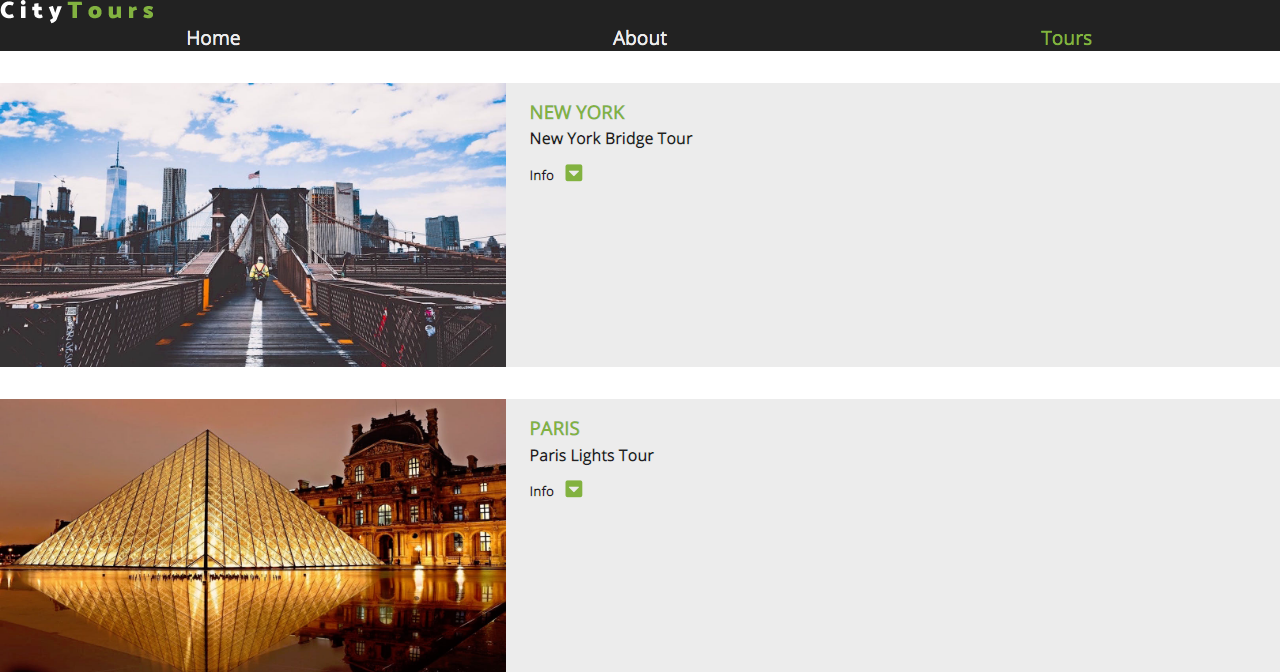 CityTours
Home About Tours
NEW YORK
New York Bridge Tour
Info
PARIS
Paris Lights Tour
Info